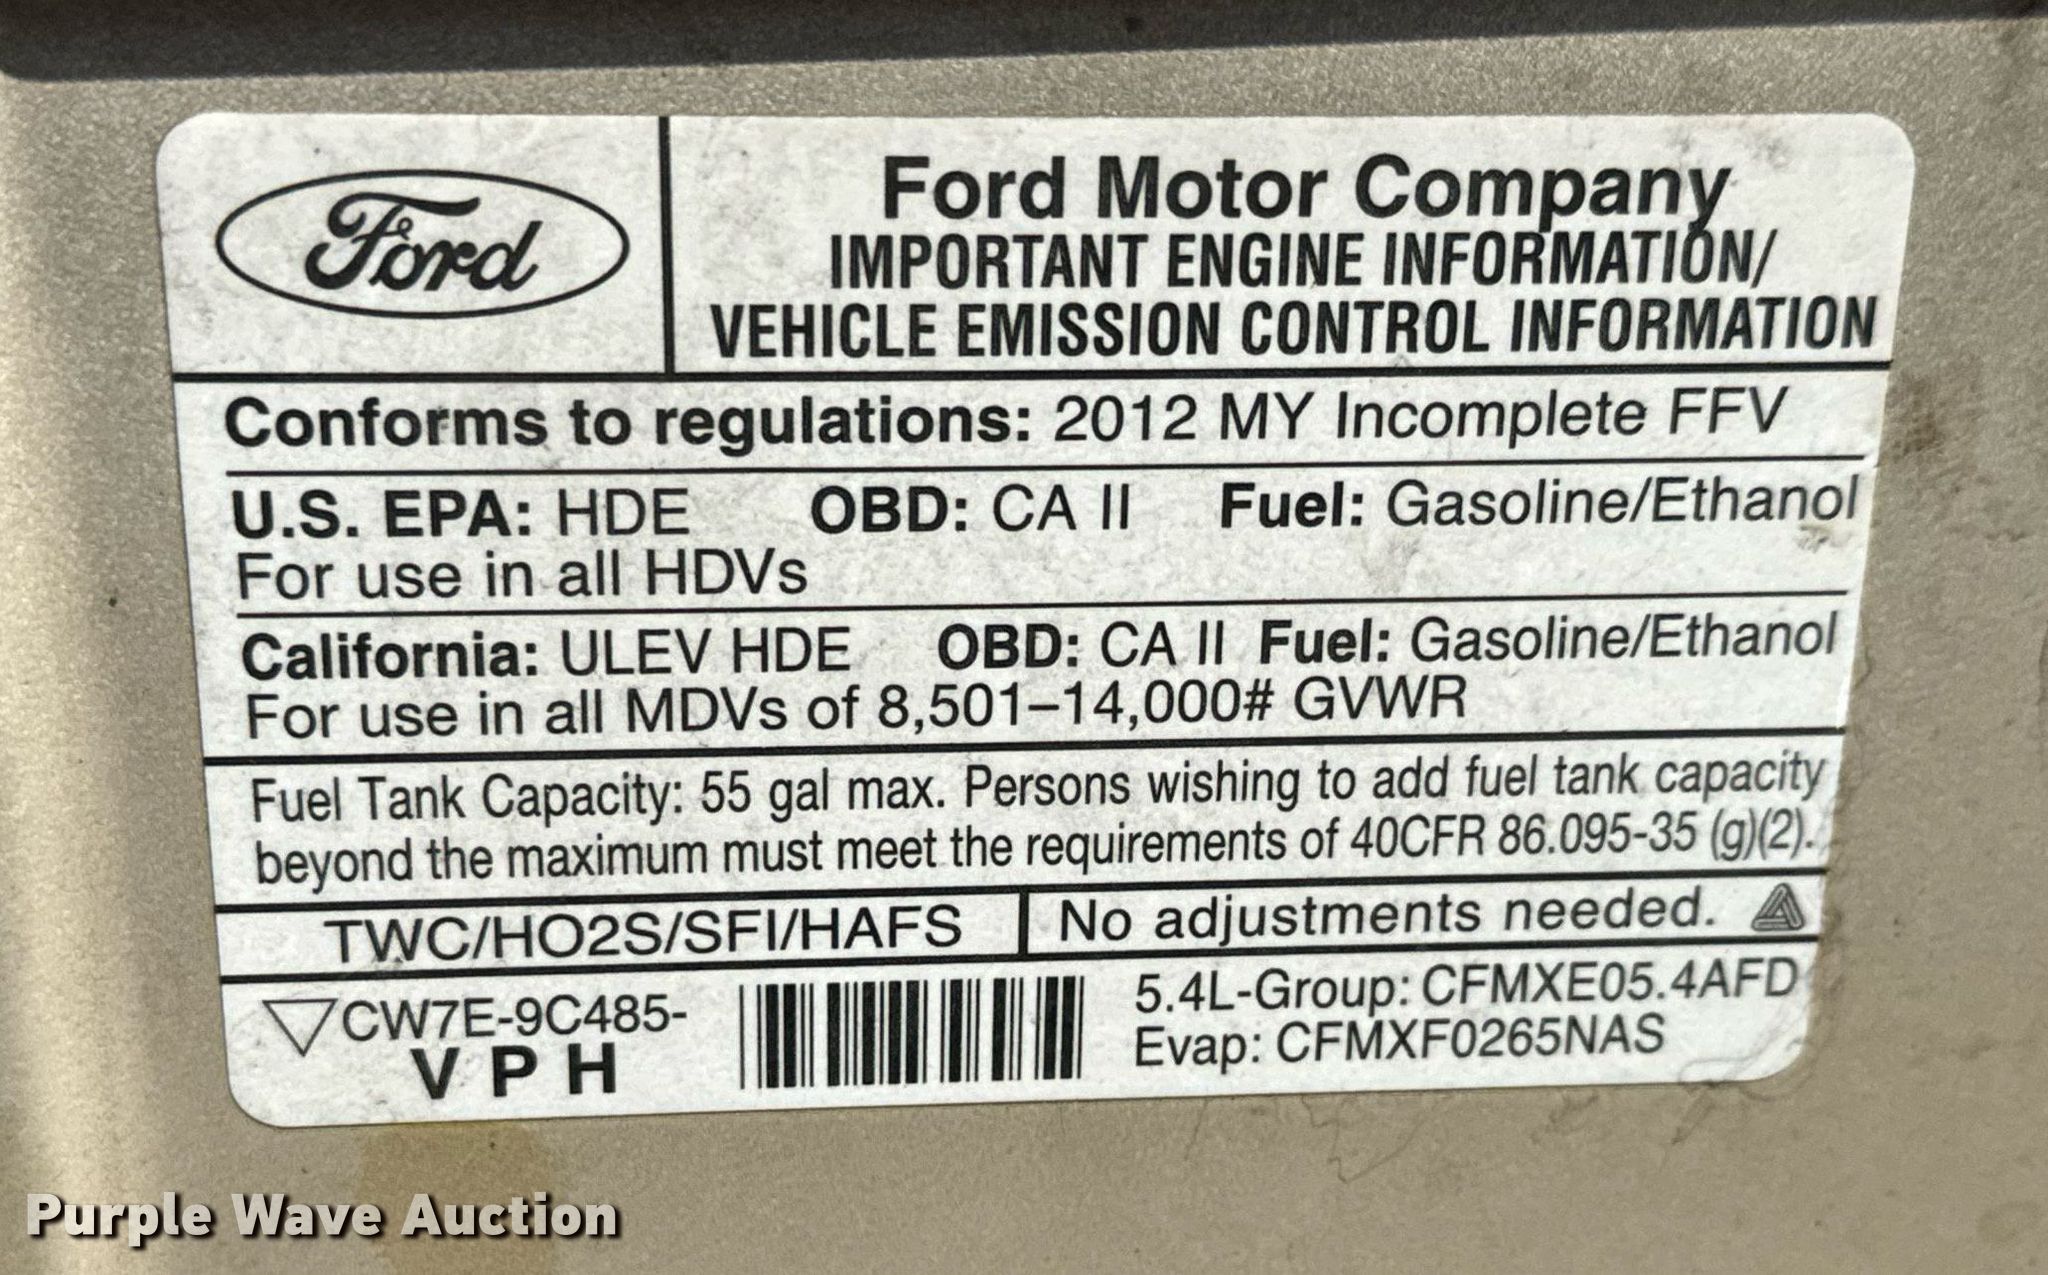 Ford
Ford Motor Company
IMPORTANT ENGINE INFORMATION/
VEHICLE EMISSION CONTROL INFORMATION
Conforms to regulations: 2012 MY Incomplete FFV
U.S. EPA: HDE OBD: CA II Fuel: Gasoline/Ethanol
For use in all HDVs
California: ULEV HDE OBD: CA II Fuel: Gasoline/Ethanol
For use in all MDVs of 8,501–14,000# GVWR
Fuel Tank Capacity: 55 gal max. Persons wishing to add fuel tank capacity
beyond the maximum must meet the requirements of 40CFR 86.095-35 (g)(2).
TWC/HO2S/SFI/HAFS No adjustments needed.
CW7E-9C485-
V P H
5.4L-Group: CFMXE05.4AFD
Evap: CFMXF0265NAS
Purple Wave Auction